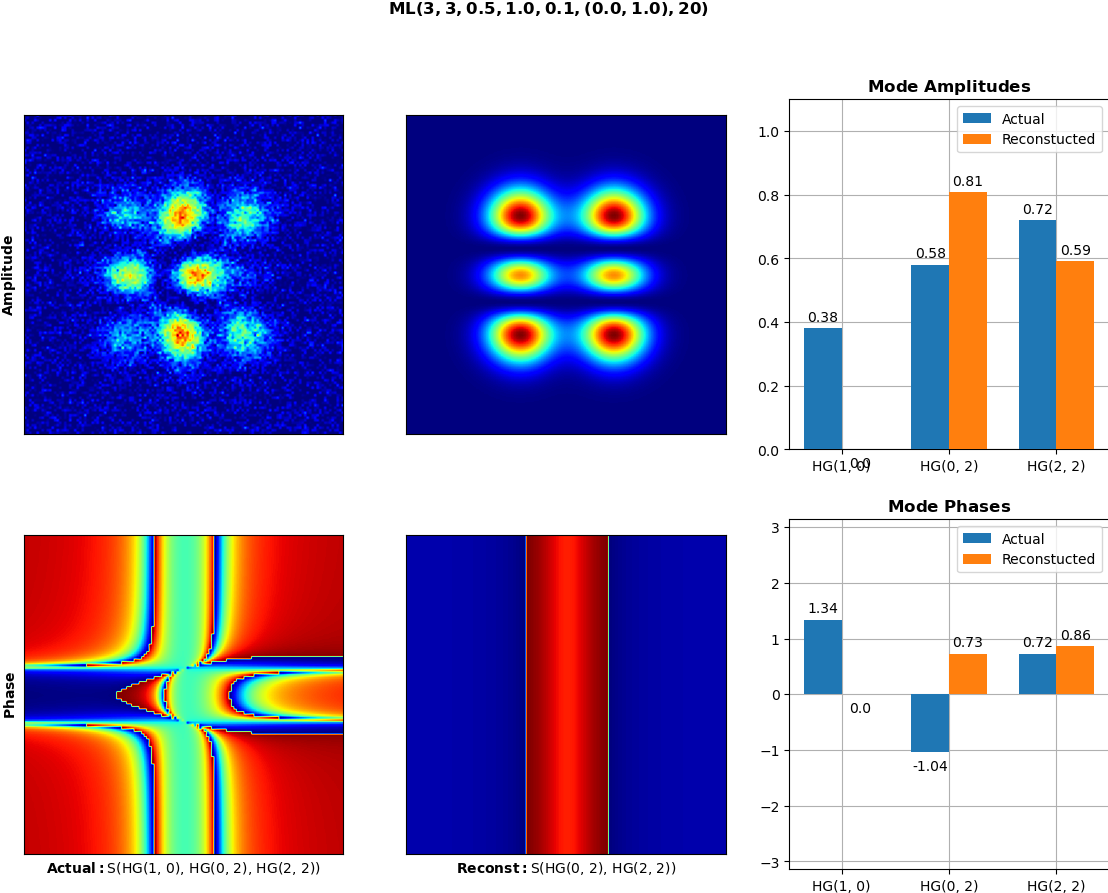 ML(3, 3, 0.5, 1.0, 0.1, (0.0, 1.0), 20)
Mode Amplitudes
Actual
Reconstucted
1.0
0.8
0.6
0.4
0.2
0.0
0.38
0.0
0.58
0.81
0.72
0.59
HG(1, 0)
HG(0, 2)
HG(2, 2)
Amplitude
Mode Phases
Actual
Reconstucted
3
2
1
0
−1
−2
−3
1.34
0.0
-1.04
0.73
0.72
0.86
HG(1, 0)
HG(0, 2)
HG(2, 2)
Phase
Actual: S(HG(1, 0), HG(0, 2), HG(2, 2))
Reconst: S(HG(0, 2), HG(2, 2))